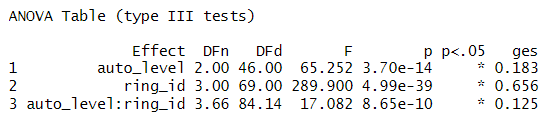 ANOVA Table (type III tests)
Effect DFn DFd F p p<.05 ges
1 auto_level 2.00 46.00 65.252 3.70e-14 * 0.183
2 ring_id 3.00 69.00 289.900 4.99e-39 * 0.656
3 auto_level:ring_id 3.66 84.14 17.082 8.65e-10 * 0.125